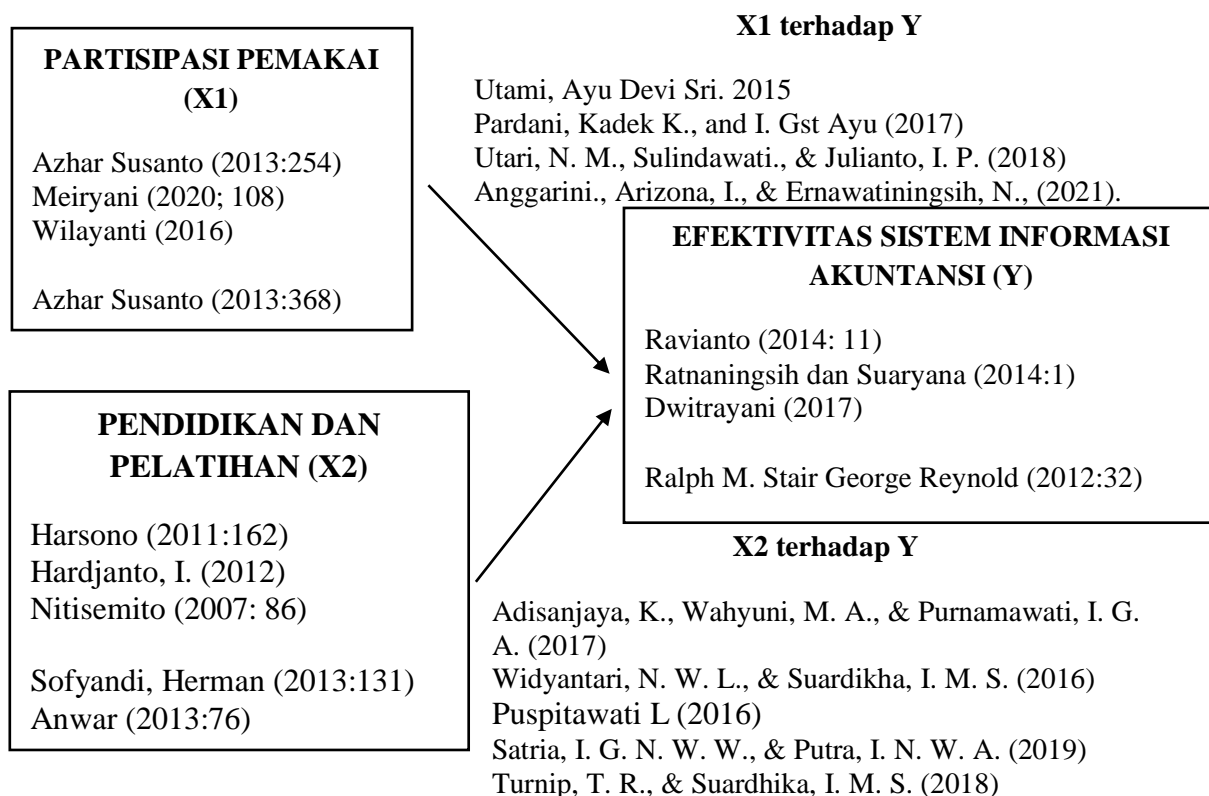 PARTISIPASI PEMAKAI
(X1)
Azhar Susanto (2013:254)
Meiryani (2020; 108)
Wilayanti (2016)
Azhar Susanto (2013:368)
X1 terhadap Y
Utami, Ayu Devi Sri. 2015
Pardani, Kadek K., and I. Gst Ayu (2017)
Utari, N. M., Sulindawati., & Julianto, I. P. (2018)
Anggarini., Arizona, I., & Ernawatiningsih, N., (2021).
EFEKTIVITAS SISTEM INFORMASI
AKUNTANSI (Y)
Ravianto (2014: 11)
Ratnaningsih dan Suaryana (2014:1)
Dwitrayani (2017)
Ralph M. Stair George Reynold (2012:32)
PENDIDIKAN DAN
PELATIHAN (X2)
Harsono (2011:162)
Hardjanto, I. (2012)
Nitisemito (2007: 86)
Sofyandi, Herman (2013:131)
Anwar (2013:76)
X2 terhadap Y
Adisanjaya, K., Wahyuni, M. A., & Purnamawati, I. G.
A. (2017)
Widyantari, N. W. L., & Suardikha, I. M. S. (2016)
Puspitawati L (2016)
Satria, I. G. N. W. W., & Putra, I. N. W. A. (2019)
Turnip, T. R., & Suardhika, I. M. S. (2018)